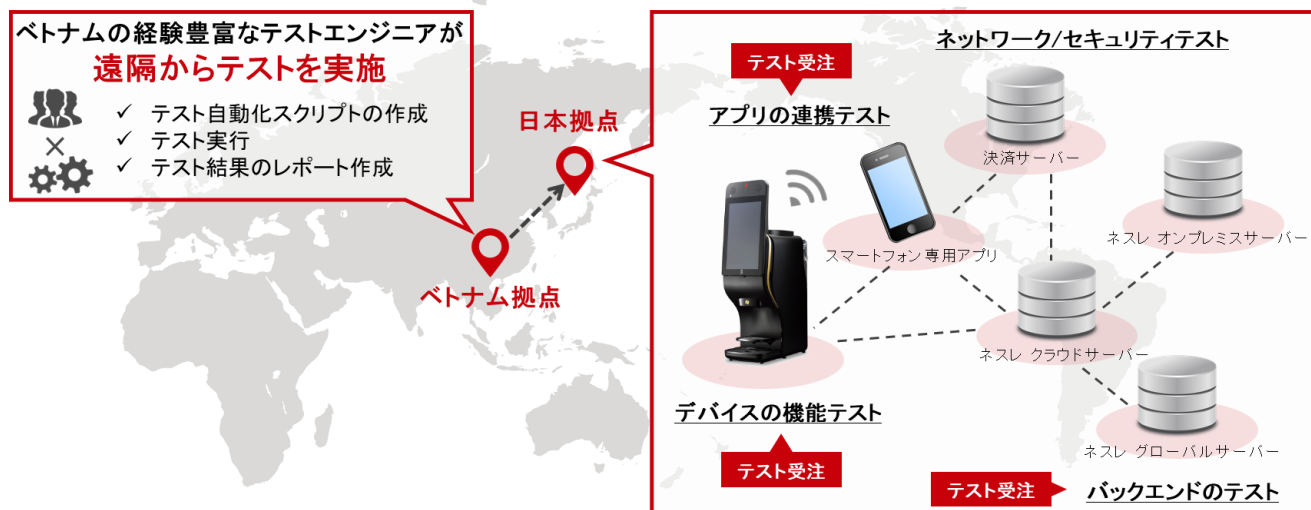 ベトナムの経験豊富なテストエンジニアが
遠隔からテストを実施
✓ テスト自動化スクリプトの作成
✓ テスト実行
✓ テスト結果のレポート作成
日本拠点
ベトナム拠点
ネットワーク/セキュリティテスト
テスト受注
アプリの連携テスト
決済サーバー
スマートフォン専用アプリ
ネスレ オンプレミスサーバー
ネスレ クラウドサーバー
デバイスの機能テスト
テスト受注
ネスレ グローバルサーバー
テスト受注
バックエンドのテスト